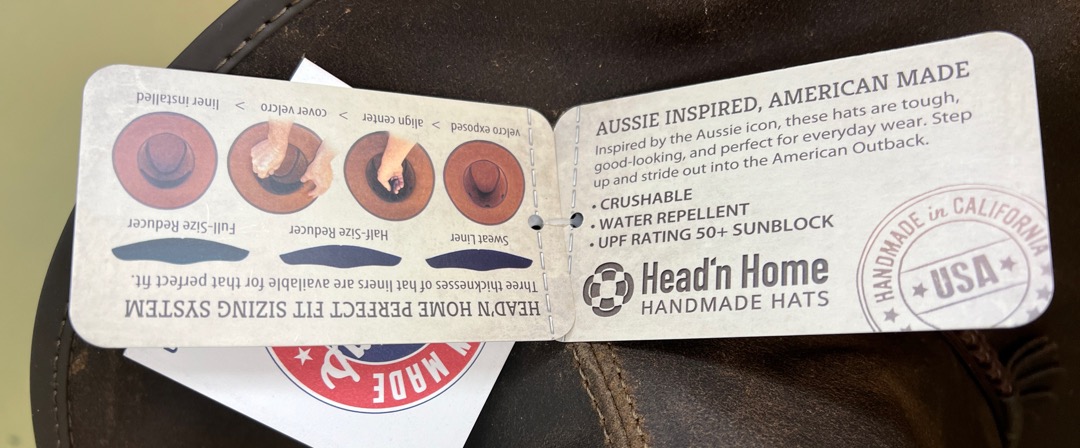 AUSSIE INSPIRED, AMERICAN MADE
Inspired by the Aussie icon, these hats are tough,
good-looking, and perfect for everyday wear. Step
up and stride out into the American Outback.
• CRUSHABLE
• WATER REPELLENT
• UPF RATING 50+ SUNBLOCK
Head'n Home
HANDMADE HATS
HANDMADE in CALIFORNIA
USA
HEAD'N HOME PERFECT FIT SIZING SYSTEM
Three thicknesses of hat liners are available for that perfect fit.
Sweat Liner
Half-Size Reducer
Full-Size Reducer
velcro exposed > align center > cover velcro > liner installed
MADE